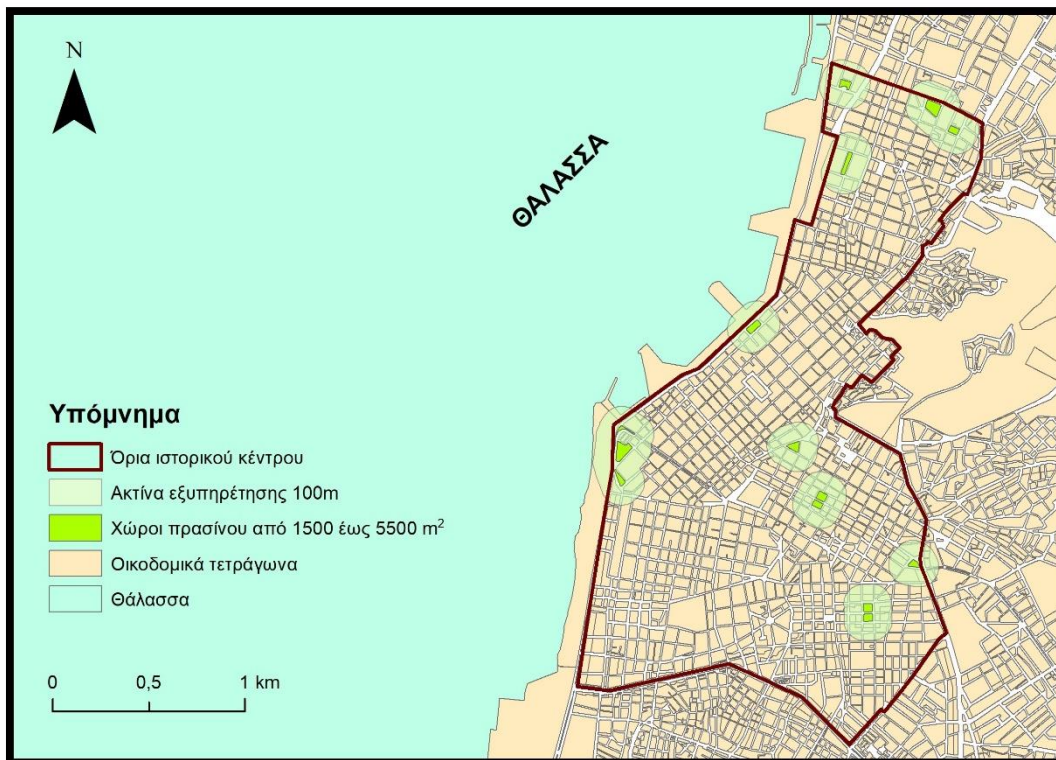 N
ΘΑΛΑΣΣΑ
Υπόμνημα
Όρια ιστορικού κέντρου
Ακτίνα εξυπηρέτησης 100m
Χώροι πρασίνου από 1500 έως 5500 m²
Οικοδομικά τετράγωνα
Θάλασσα
0 0,5 1 km